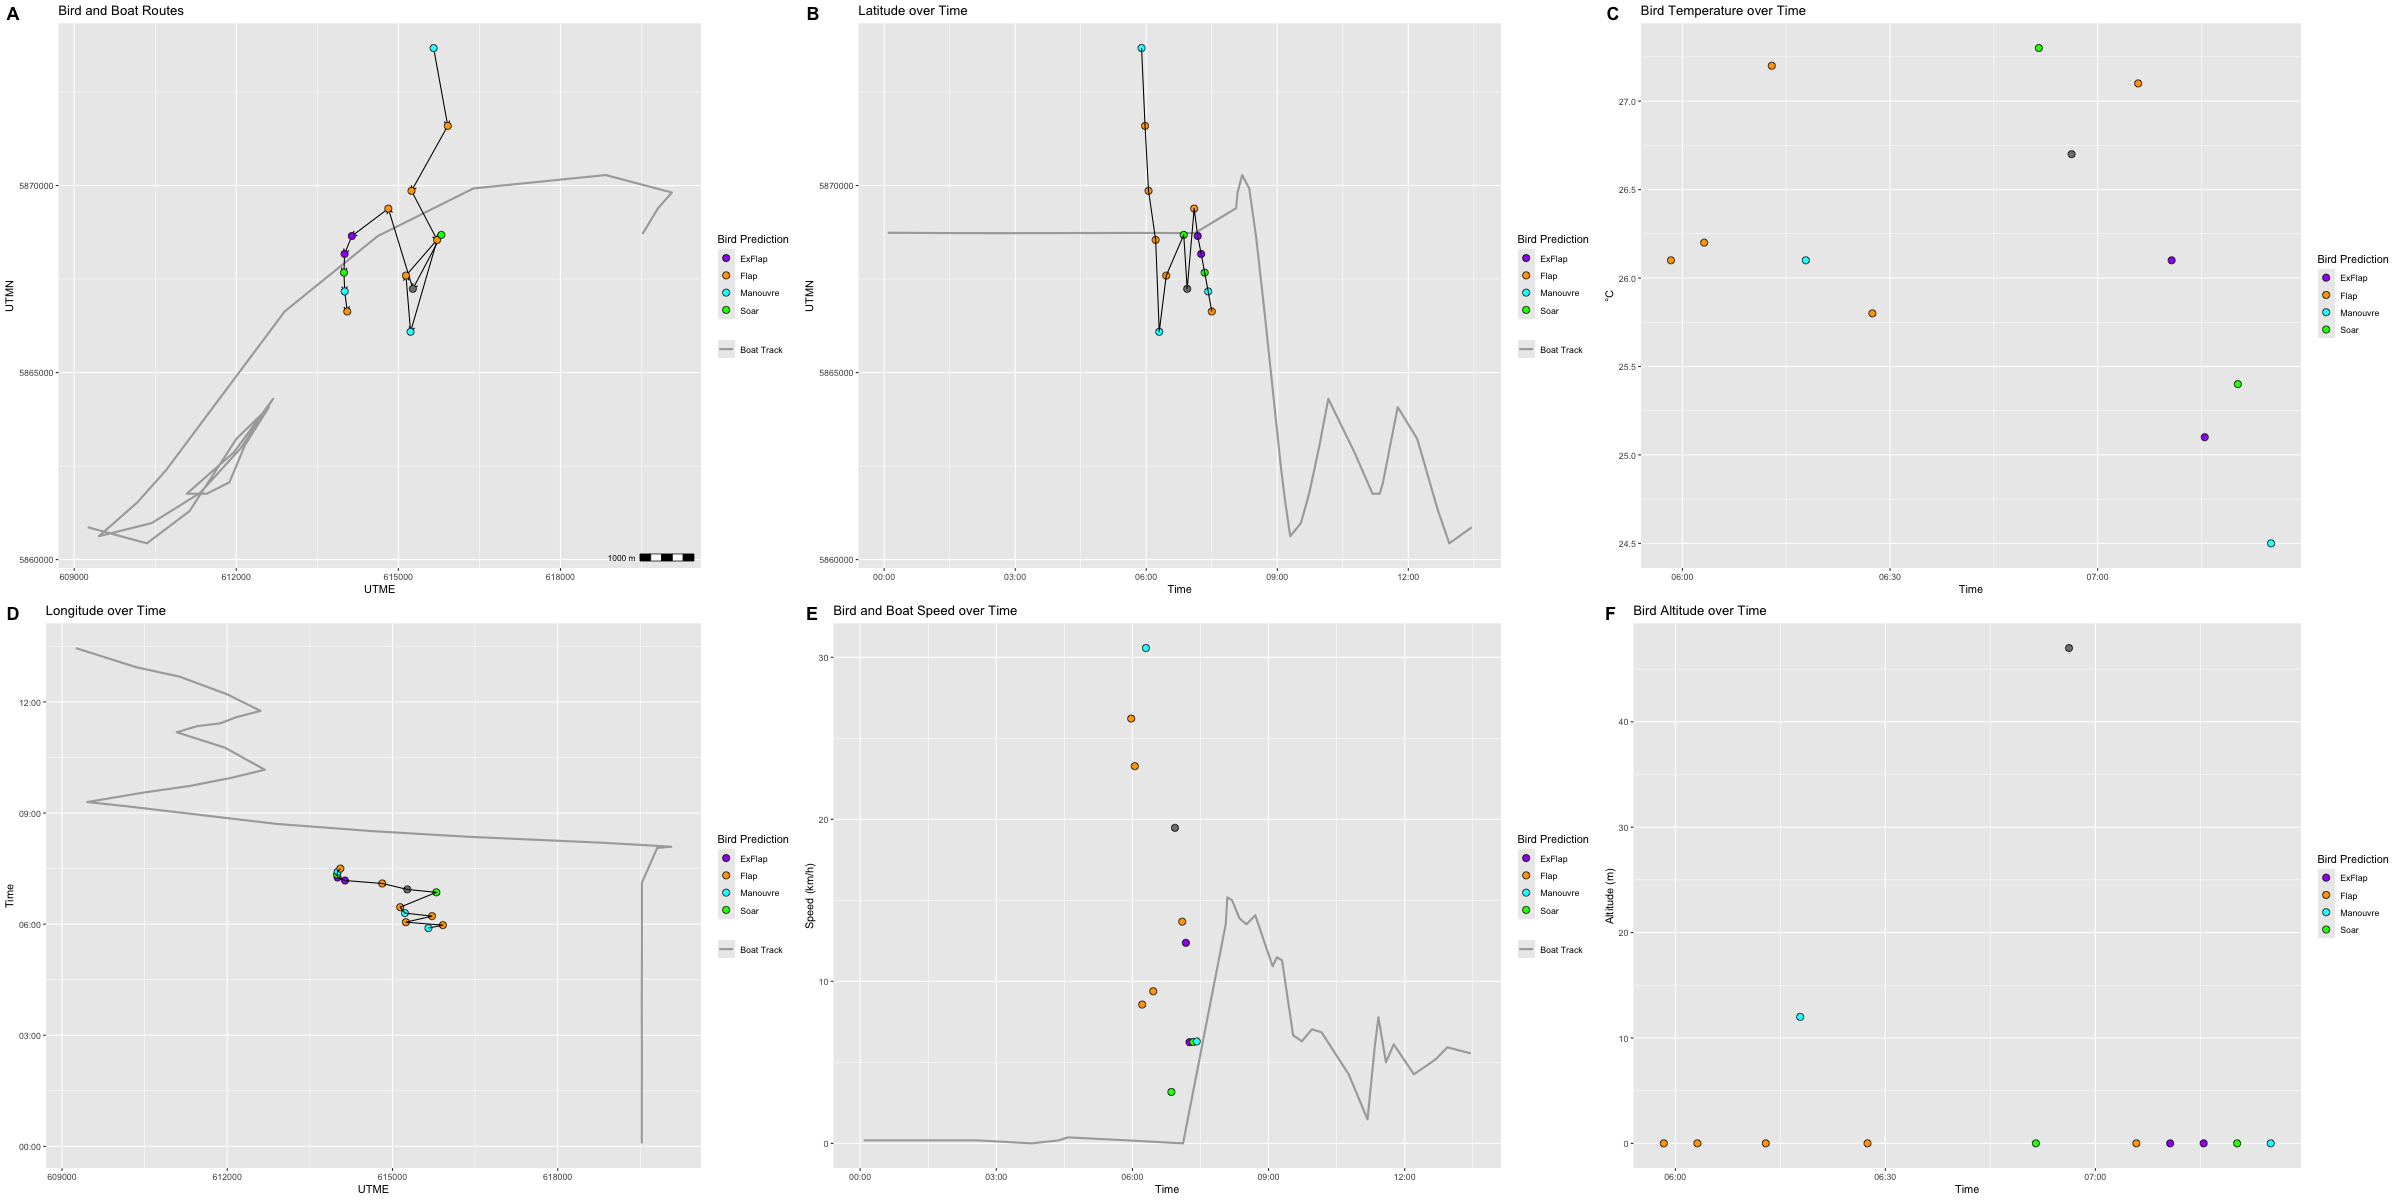 A Bird and Boat Routes
UTMN
5870000
5865000
5860000
609000 612000 615000 618000
UTME
1000 m
Bird Prediction
ExFlap
Flap
Manouvre
Soar
Boat Track
B Latitude over Time
UTMN
5870000
5865000
5860000
00:00 03:00 06:00 09:00 12:00
Time
Bird Prediction
ExFlap
Flap
Manouvre
Soar
Boat Track
C Bird Temperature over Time
°C
27.0
26.5
26.0
25.5
25.0
24.5
06:00 06:30 07:00
Time
Bird Prediction
ExFlap
Flap
Manouvre
Soar
D Longitude over Time
Time
12:00
09:00
06:00
03:00
00:00
609000 612000 615000 618000
UTME
Bird Prediction
ExFlap
Flap
Manouvre
Soar
Boat Track
E Bird and Boat Speed over Time
Speed (km/h)
30
20
10
0
00:00 03:00 06:00 09:00 12:00
Time
Bird Prediction
ExFlap
Flap
Manouvre
Soar
Boat Track
F Bird Altitude over Time
Altitude (m)
40
30
20
10
0
06:00 06:30 07:00
Time
Bird Prediction
ExFlap
Flap
Manouvre
Soar